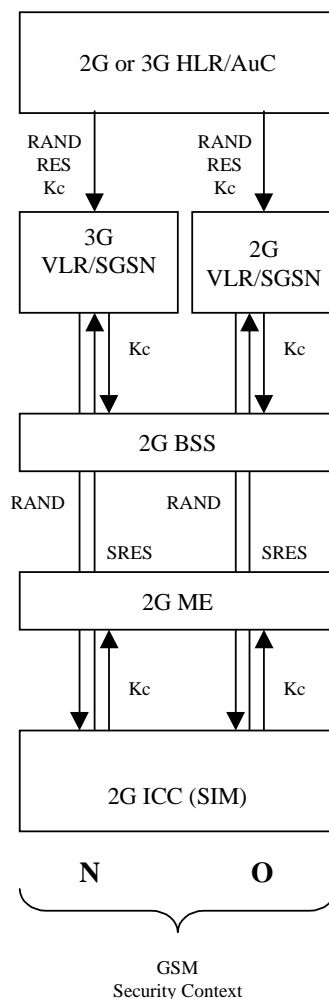 2G or 3G HLR/AuC
RAND
RES
Kc
RAND
RES
Kc
3G
VLR/SGSN
2G
VLR/SGSN
Kc
Kc
2G BSS
RAND
RAND
SRES
SRES
2G ME
Kc
Kc
2G ICC (SIM)
N
O
GSM
Security Context